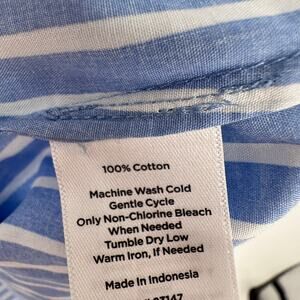 100% Cotton
Machine Wash Cold
Gentle Cycle
Only Non-Chlorine Bleach
When Needed
Tumble Dry Low
Warm Iron, If Needed
Made in Indonesia